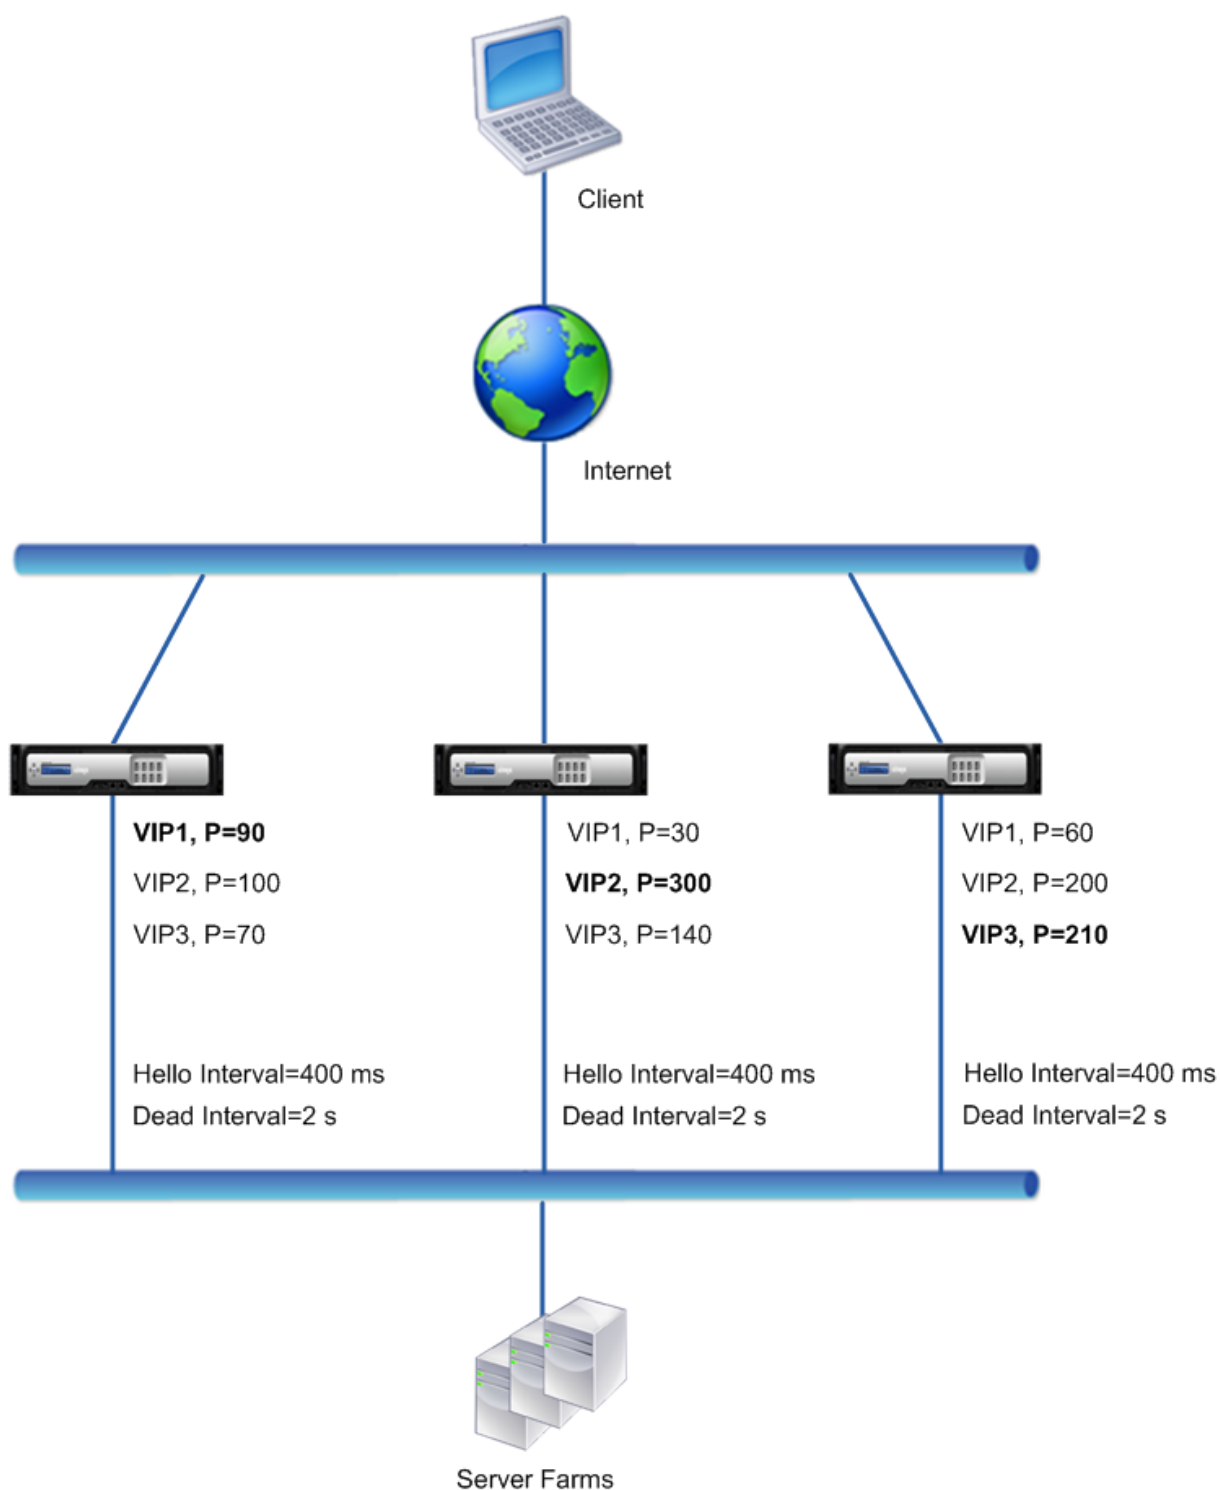 Client
Internet
VIP1, P=90
VIP2, P=100
VIP3, P=70
Hello Interval=400 ms
Dead Interval=2 s
VIP1, P=30
VIP2, P=300
VIP3, P=140
Hello Interval=400 ms
Dead Interval=2 s
VIP1, P=60
VIP2, P=200
VIP3, P=210
Hello Interval=400 ms
Dead Interval=2 s
Server Farms